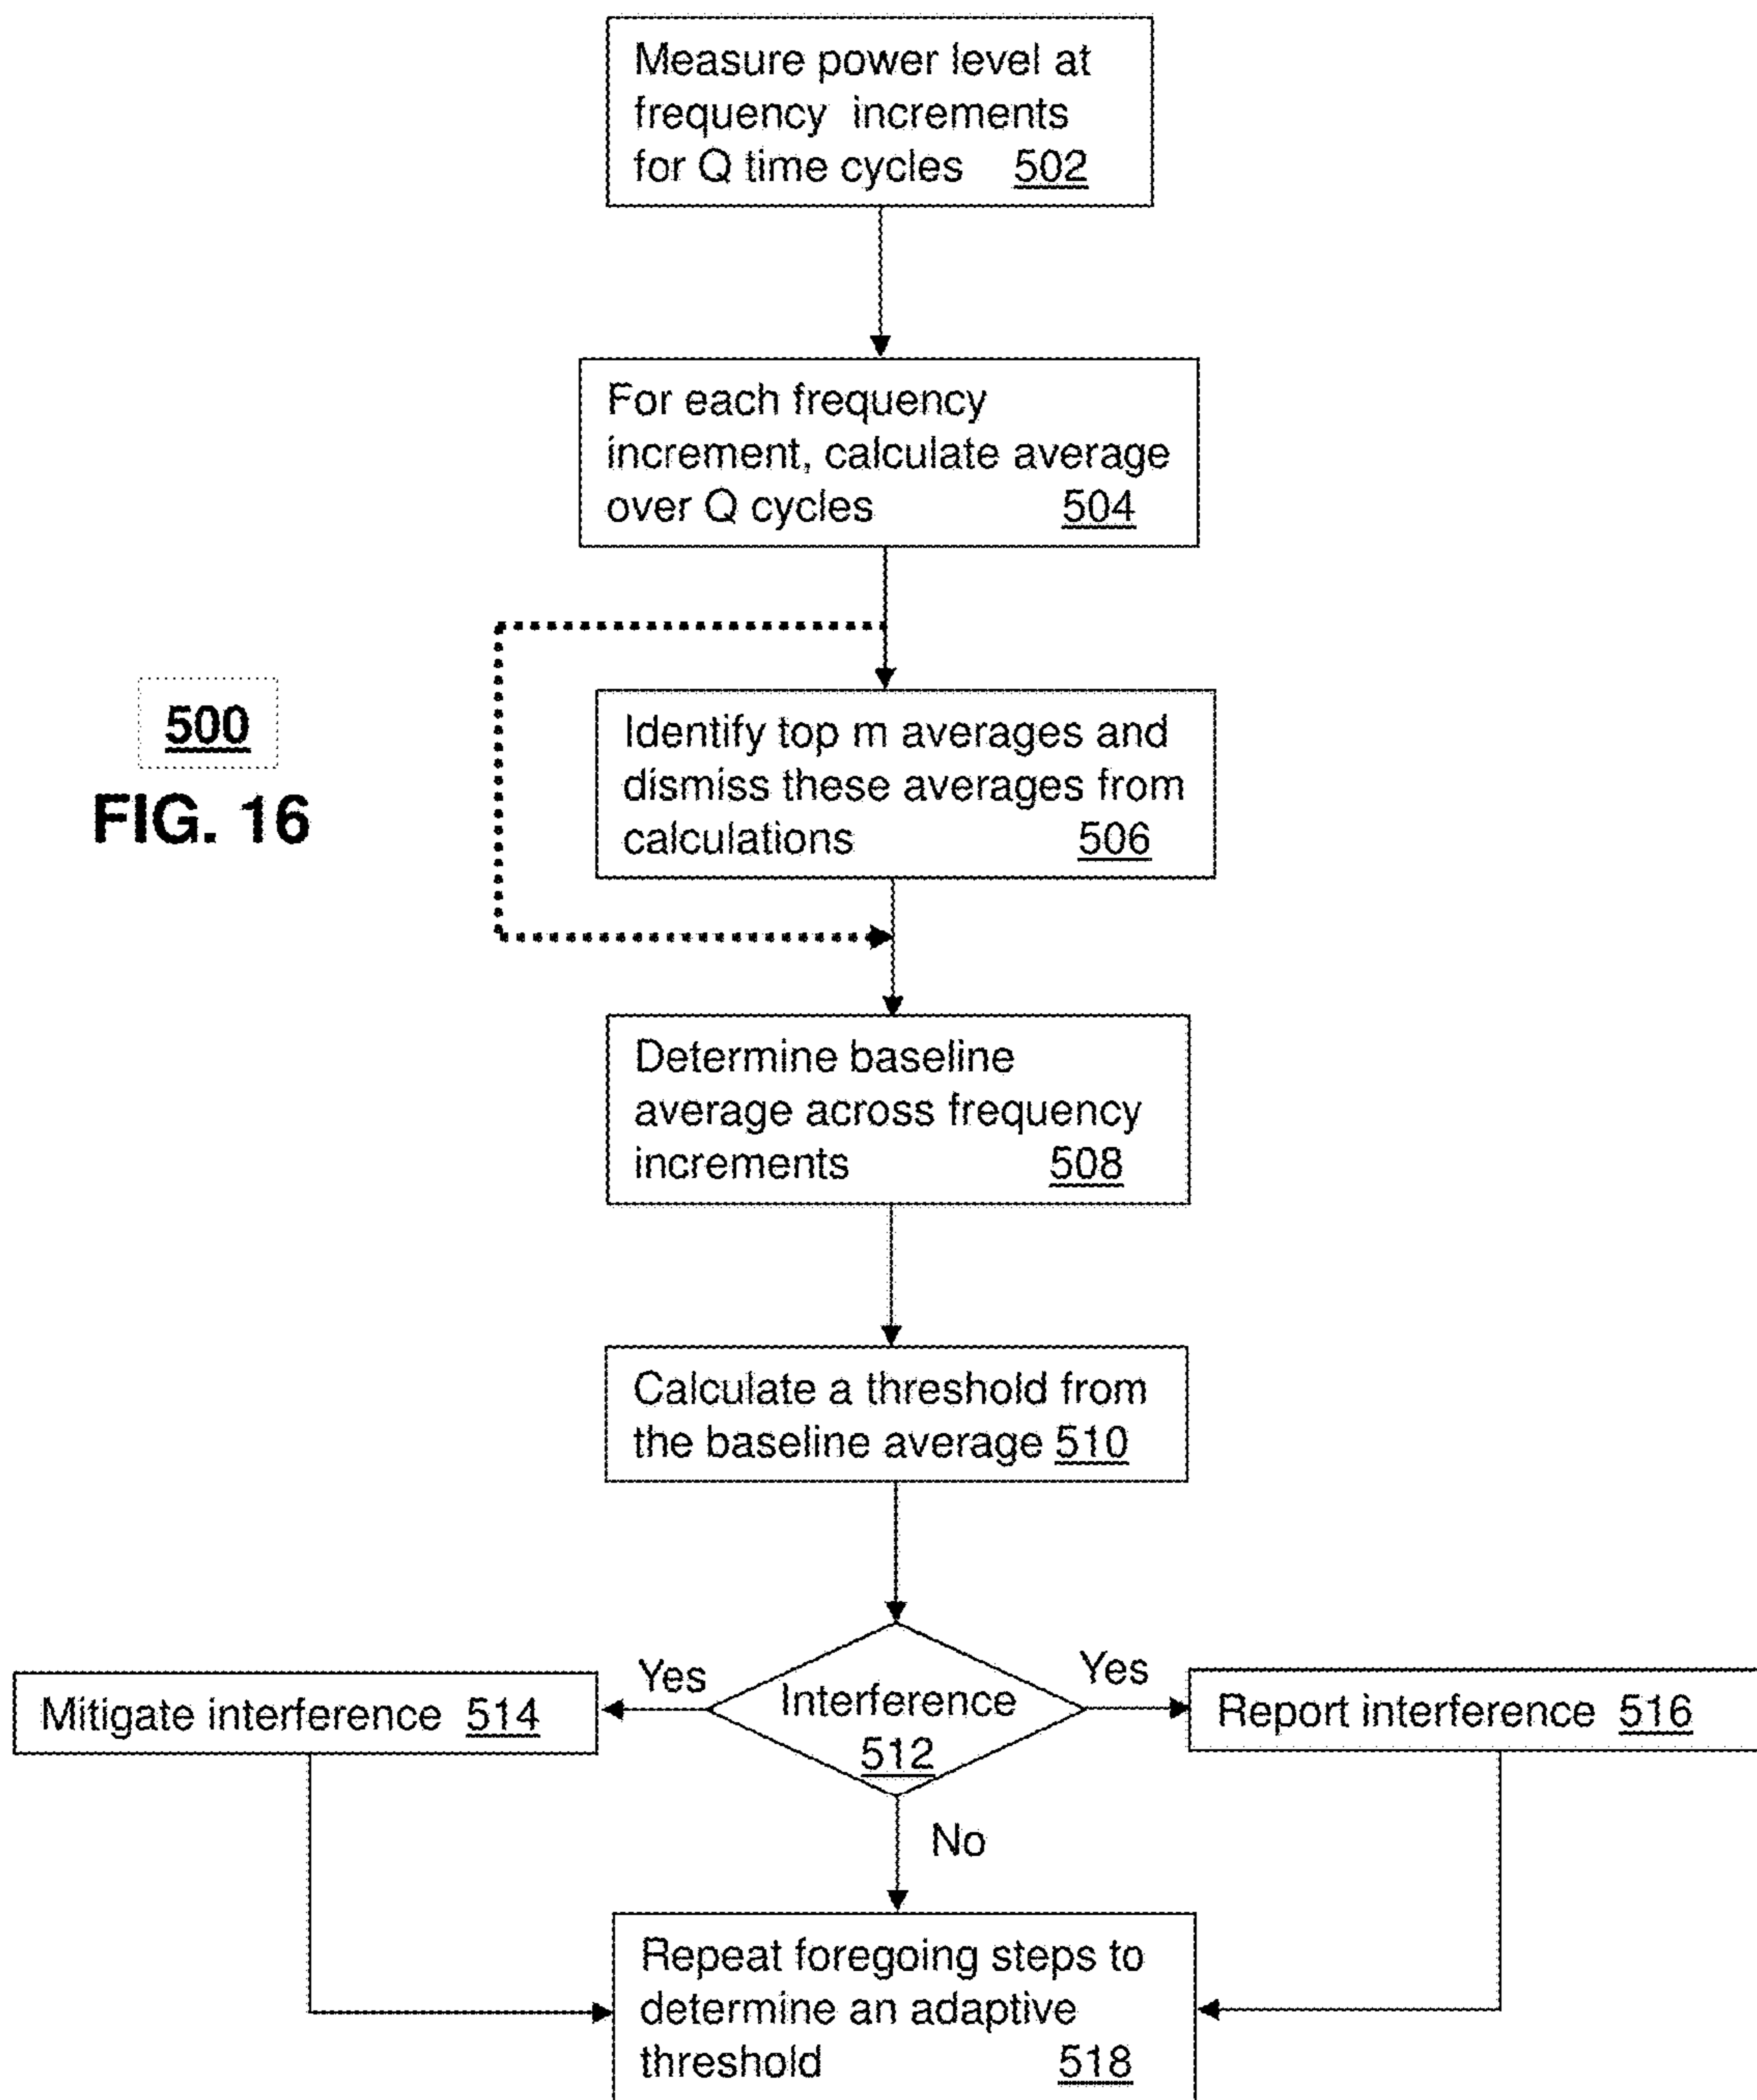 Measure power level at
frequency increments
for Q time cycles 502
For each frequency
increment, calculate average
over Q cycles 504
500
FIG. 16
Identify top m averages and
dismiss these averages from
calculations 506
Determine baseline
average across frequency
increments 508
Calculate a threshold from
the baseline average 510
Yes
Yes
Mitigate interference 514
Interference
512
Report interference 516
No
Repeat foregoing steps to
determine an adaptive
threshold 518